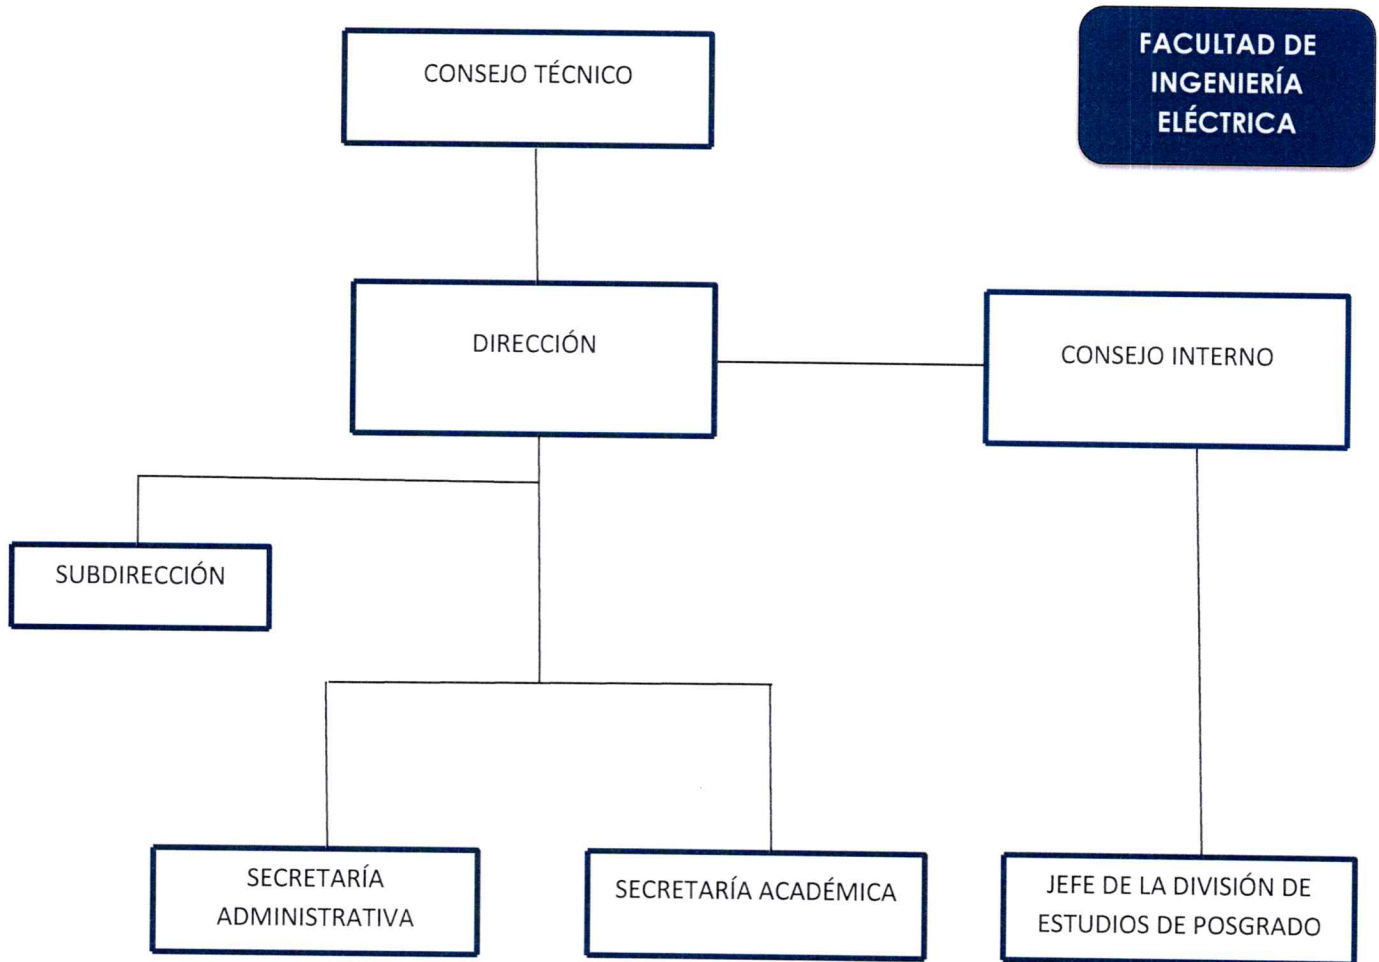 FACULTAD DE
INGENIERÍA
ELÉCTRICA
CONSEJO TÉCNICO
DIRECCIÓN
CONSEJO INTERNO
SUBDIRECCIÓN
SECRETARÍA
ADMINISTRATIVA
SECRETARÍA ACADÉMICA
JEFE DE LA DIVISIÓN DE
ESTUDIOS DE POSGRADO